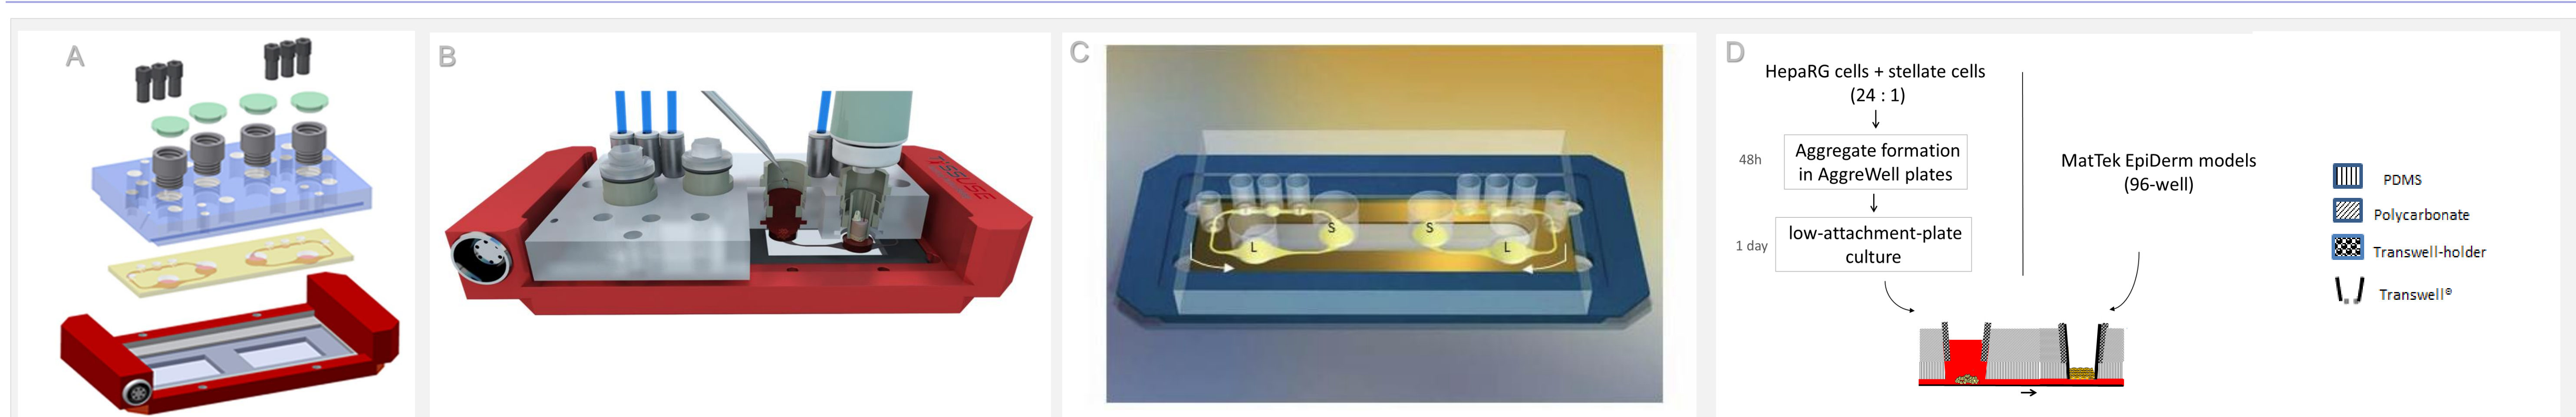 A
B
TissUSE
C
L
S
S
L
D
HepaRG cells + stellate cells
(24 : 1)
48h
Aggregate formation
in AggreWell plates
1 day
low-attachment-plate
culture
MatTek EpiDerm models
(96-well)
PDMS
Polycarbonate
Transwell-holder
Transwell®